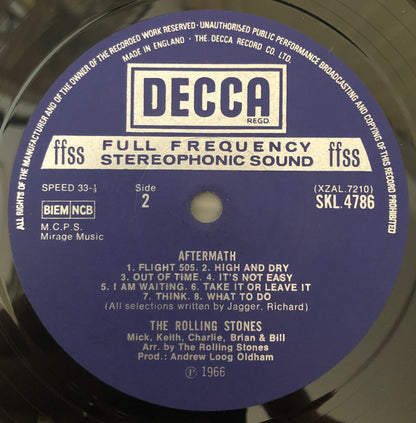 ALL RIGHTS OF THE MANUFACTURER AND OF THE OWNER OF THE RECORDED WORK RESERVED · UNAUTHORISED PUBLIC PERFORMANCE BROADCASTING AND COPYING OF THIS RECORD PROHIBITED
MADE IN ENGLAND · THE DECCA RECORD CO. LTD.
DECCA
REGD.
ffss FULL FREQUENCY ffss
STEREOPHONIC SOUND
SPEED 33-⅓ Side (XZAL.7210)
2 SKL.4786
BIEM NCB
M.C.P.S.
Mirage Music
AFTERMATH
1. FLIGHT 505. 2. HIGH AND DRY
3. OUT OF TIME. 4. IT'S NOT EASY
5. I AM WAITING. 6. TAKE IT OR LEAVE IT
7. THINK. 8. WHAT TO DO
(All selections written by Jagger, Richard)
THE ROLLING STONES
Mick, Keith, Charlie, Brian & Bill
Arr. by The Rolling Stones
Prod.: Andrew Loog Oldham
℗ 1966